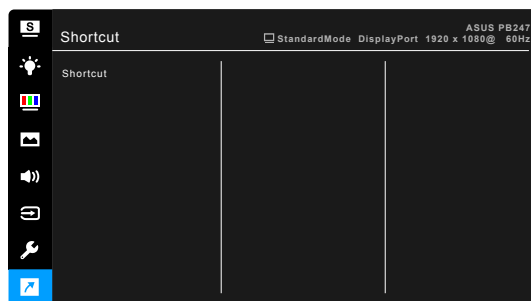 S
Shortcut
ASUS PB247
StandardMode DisplayPort 1920 x 1080@ 60Hz
Shortcut